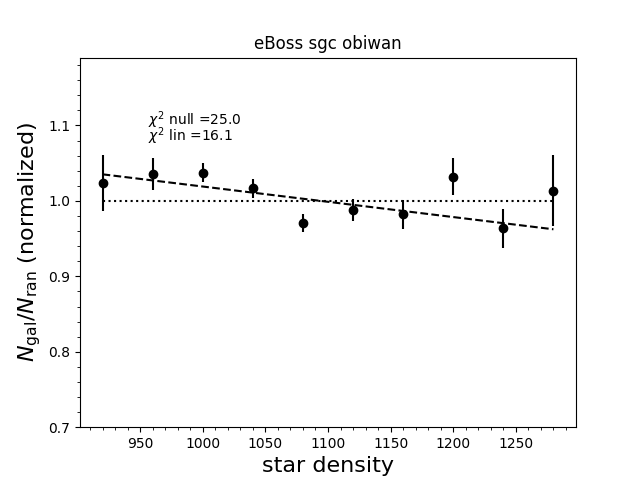 eBoss sgc obiwan
χ² null =25.0
χ² lin =16.1
N_gal/N_ran (normalized)
1.1
1.0
0.9
0.8
0.7
950 1000 1050 1100 1150 1200 1250
star density